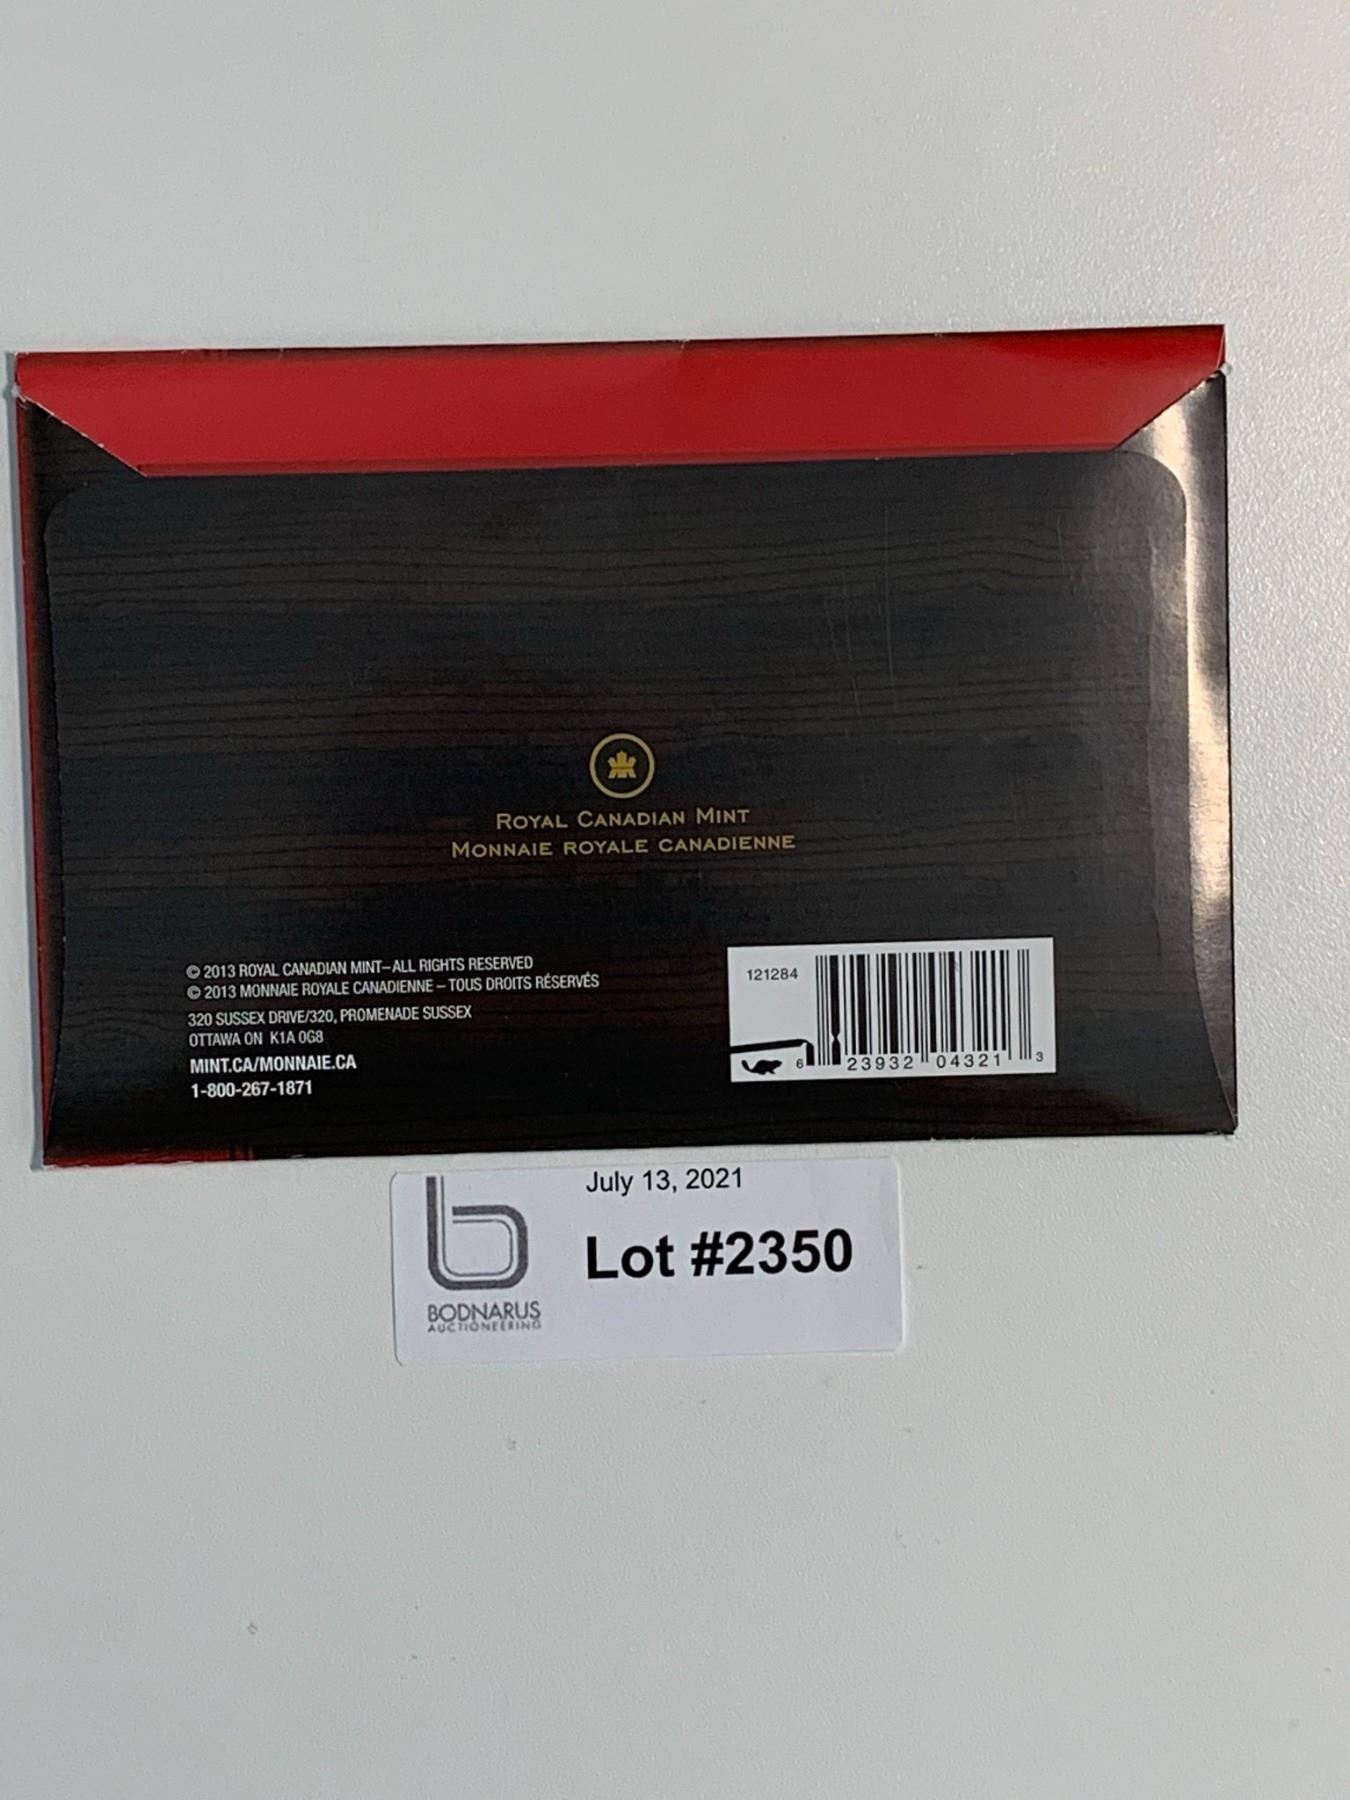 ROYAL CANADIAN MINT
MONNAIE ROYALE CANADIENNE
© 2013 ROYAL CANADIAN MINT–ALL RIGHTS RESERVED
© 2013 MONNAIE ROYALE CANADIENNE – TOUS DROITS RÉSERVÉS
320 SUSSEX DRIVE/320, PROMENADE SUSSEX
OTTAWA ON K1A 0G8
MINT.CA/MONNAIE.CA
1-800-267-1871
121284
6 23932 04321 3
July 13, 2021
Lot #2350
BODNARUS
AUCTIONEERING